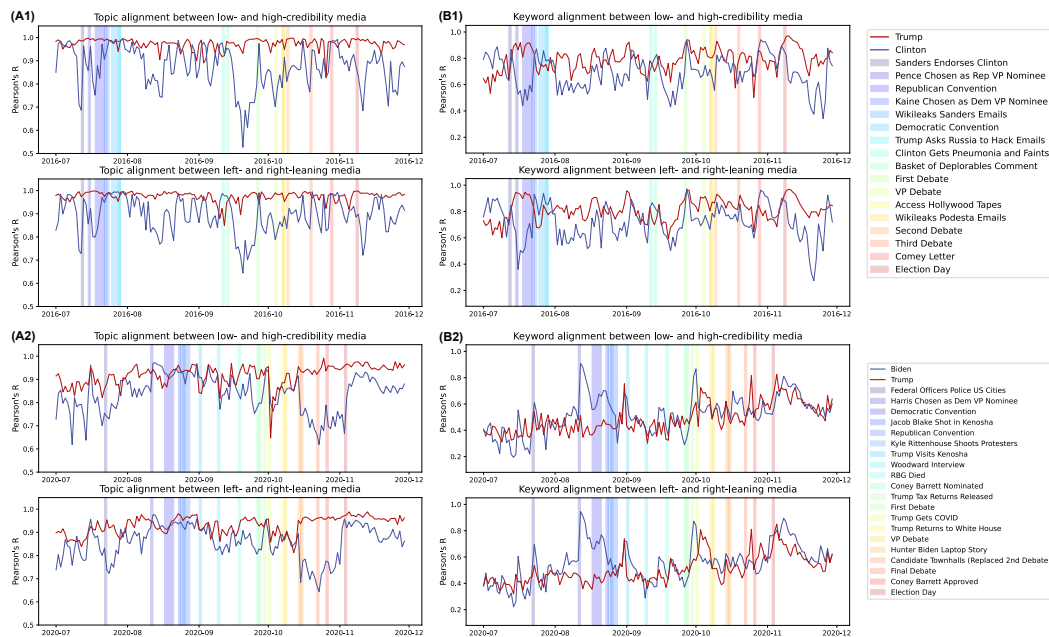 (A1)
Topic alignment between low- and high-credibility media
Pearson's R
1.0
0.9
0.8
0.7
0.6
0.5
2016-07
2016-08
2016-09
2016-10
2016-11
2016-12
Topic alignment between left- and right-leaning media
Pearson's R
1.0
0.9
0.8
0.7
0.6
0.5
2016-07
2016-08
2016-09
2016-10
2016-11
2016-12
(B1)
Keyword alignment between low- and high-credibility media
Pearson's R
1.0
0.8
0.6
0.4
0.2
2016-07
2016-08
2016-09
2016-10
2016-11
2016-12
Keyword alignment between left- and right-leaning media
Pearson's R
1.0
0.8
0.6
0.4
0.2
2016-07
2016-08
2016-09
2016-10
2016-11
2016-12
Trump
Clinton
Sanders Endorses Clinton
Pence Chosen as Rep VP Nominee
Republican Convention
Kaine Chosen as Dem VP Nominee
Wikileaks Sanders Emails
Democratic Convention
Trump Asks Russia to Hack Emails
Clinton Gets Pneumonia and Faints
Basket of Deplorables Comment
First Debate
VP Debate
Access Hollywood Tapes
Wikileaks Podesta Emails
Second Debate
Third Debate
Comey Letter
Election Day
(A2)
Topic alignment between low- and high-credibility media
Pearson's R
1.0
0.9
0.8
0.7
0.6
0.5
2020-07
2020-08
2020-09
2020-10
2020-11
2020-12
Topic alignment between left- and right-leaning media
Pearson's R
1.0
0.9
0.8
0.7
0.6
0.5
2020-07
2020-08
2020-09
2020-10
2020-11
2020-12
(B2)
Keyword alignment between low- and high-credibility media
Pearson's R
1.0
0.8
0.6
0.4
0.2
2020-07
2020-08
2020-09
2020-10
2020-11
2020-12
Keyword alignment between left- and right-leaning media
Pearson's R
1.0
0.8
0.6
0.4
0.2
2020-07
2020-08
2020-09
2020-10
2020-11
2020-12
Biden
Trump
Federal Officers Police US Cities
Harris Chosen as Dem VP Nominee
Democratic Convention
Jacob Blake Shot in Kenosha
Republican Convention
Kyle Rittenhouse Shoots Protesters
Trump Visits Kenosha
Woodward Interview
RBG Died
Coney Barrett Nominated
Trump Tax Returns Released
First Debate
Trump Gets COVID
Trump Returns to White House
VP Debate
Hunter Biden Laptop Story
Candidate Townhalls (Replaced 2nd Debate
Final Debate
Coney Barrett Approved
Election Day